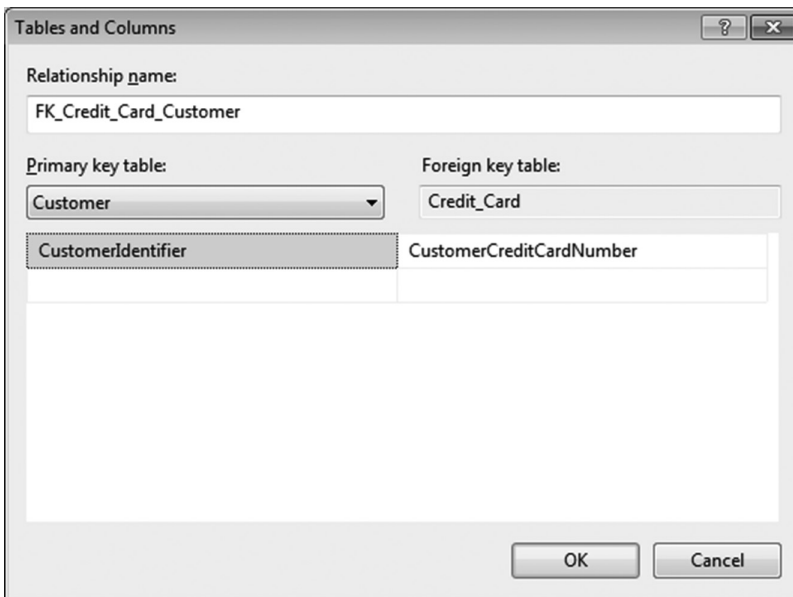 Tables and Columns
?
Relationship name:
FK_Credit_Card_Customer
Primary key table:
Foreign key table:
Customer
Credit_Card
CustomerIdentifier
CustomerCreditCardNumber
OK
Cancel